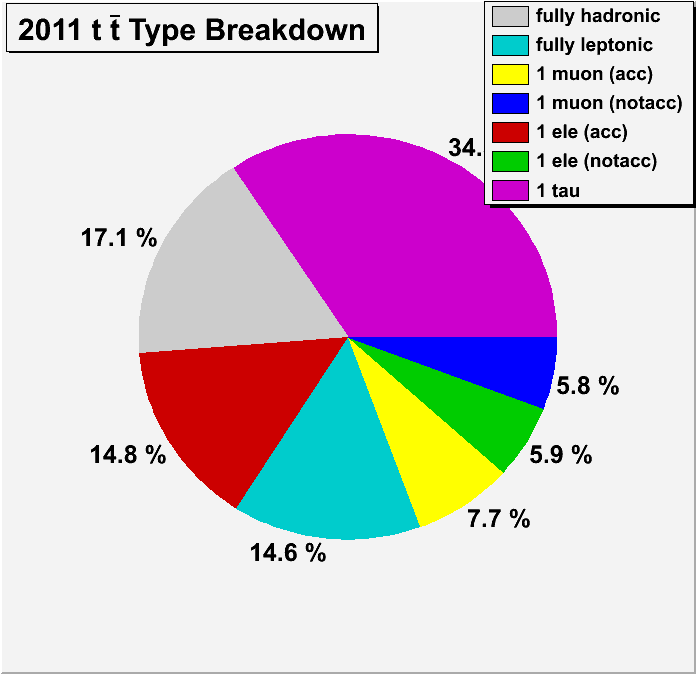 2011 t t̄ Type Breakdown
fully hadronic
fully leptonic
1 muon (acc)
1 muon (notacc)
1 ele (acc)
1 ele (notacc)
1 tau
34.
17.1 %
5.8 %
14.8 %
5.9 %
7.7 %
14.6 %